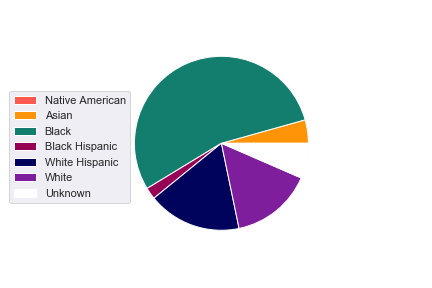 Native American
Asian
Black
Black Hispanic
White Hispanic
White
Unknown